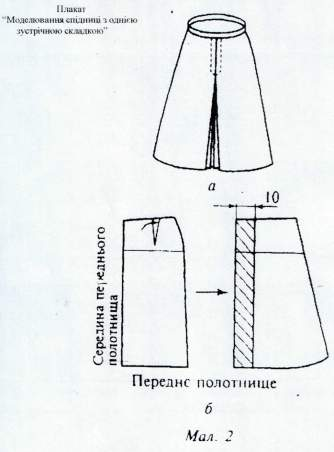 Плакат
“Моделювання спідниці з однією
зустрічною складкою”
а
10
Середина переднього
полотнища
Переднє полотнище
б
Мал. 2